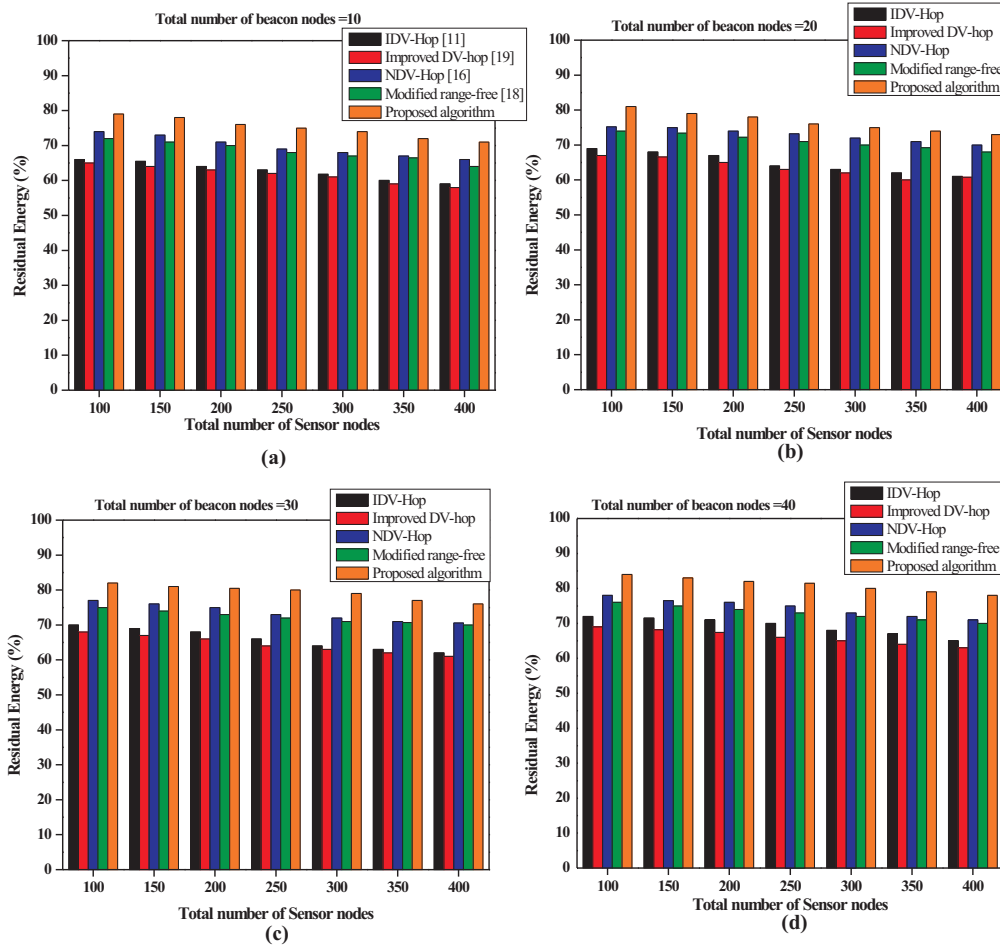 Total number of beacon nodes =10
IDV-Hop [11]
Improved DV-hop [19]
NDV-Hop [16]
Modified range-free [18]
Proposed algorithm
Residual Energy (%)
100
90
80
70
60
50
40
30
20
10
0
100 150 200 250 300 350 400
Total number of Sensor nodes
(a)
Total number of beacon nodes =20
IDV-Hop
Improved DV-hop
NDV-Hop
Modified range-free
Proposed algorithm
Residual Energy (%)
100
90
80
70
60
50
40
30
20
10
0
100 150 200 250 300 350 400
Total number of Sensor nodes
(b)
Total number of beacon nodes =30
IDV-Hop
Improved DV-hop
NDV-Hop
Modified range-free
Proposed algorithm
Residual Energy (%)
100
90
80
70
60
50
40
30
20
10
0
100 150 200 250 300 350 400
Total number of Sensor nodes
(c)
Total number of beacon nodes =40
IDV-Hop
Improved DV-hop
NDV-Hop
Modified range-free
Proposed algorithm
Residual Energy (%)
100
90
80
70
60
50
40
30
20
10
0
100 150 200 250 300 350 400
Total number of Sensor nodes
(d)